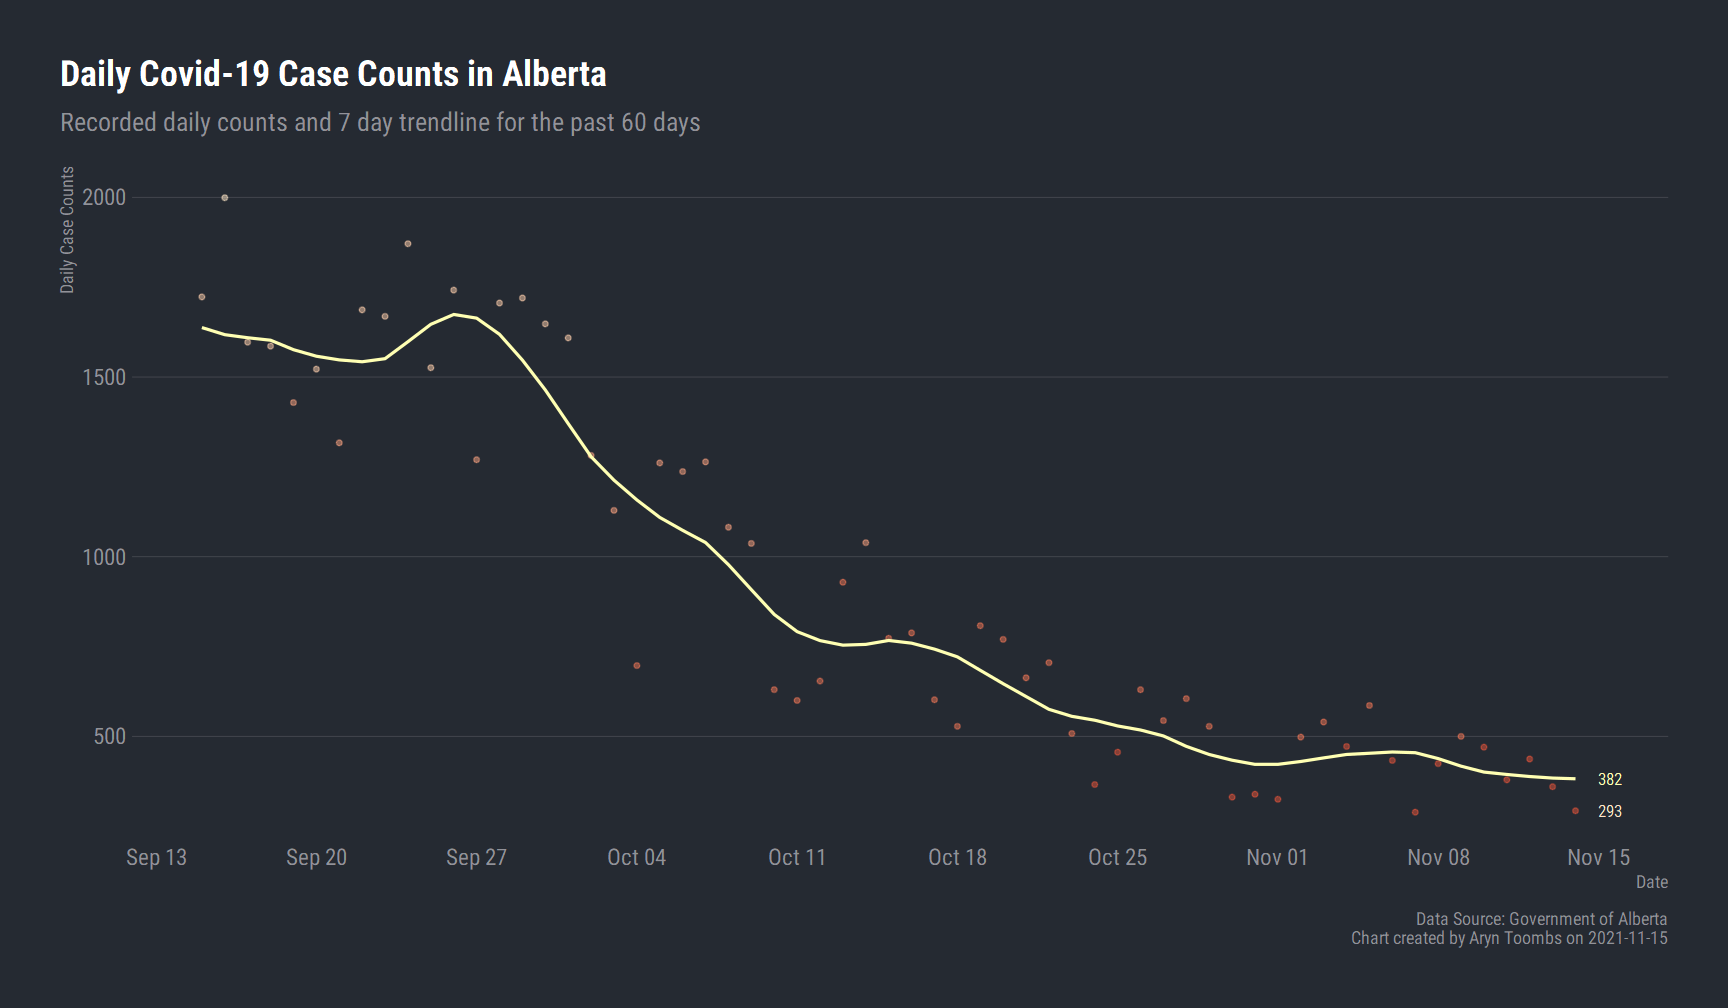 Daily Covid-19 Case Counts in Alberta
Recorded daily counts and 7 day trendline for the past 60 days
Daily Case Counts
2000
1500
1000
500
382
293
Sep 13
Sep 20
Sep 27
Oct 04
Oct 11
Oct 18
Oct 25
Nov 01
Nov 08
Nov 15
Date
Data Source: Government of Alberta
Chart created by Aryn Toombs on 2021-11-15